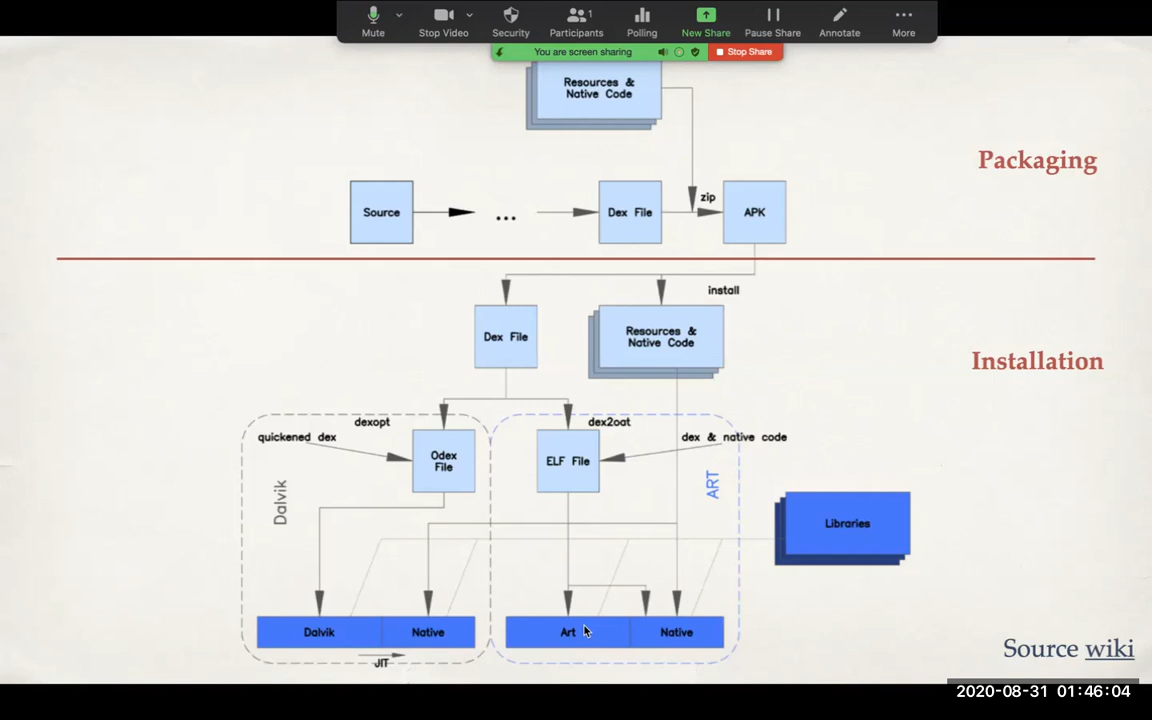 Mute
Stop Video
Security
Participants
1
Polling
New Share
Pause Share
Annotate
More
You are screen sharing
Stop Share
Resources &
Native Code
Packaging
Source
...
Dex File
zip
APK
install
Dex File
Resources &
Native Code
Installation
dexopt
dex2oat
quickened dex
dex & native code
Odex
File
ELF File
Dalvik
ART
Libraries
Dalvik
Native
Art
Native
JIT
Source wiki
2020-08-31 01:46:04